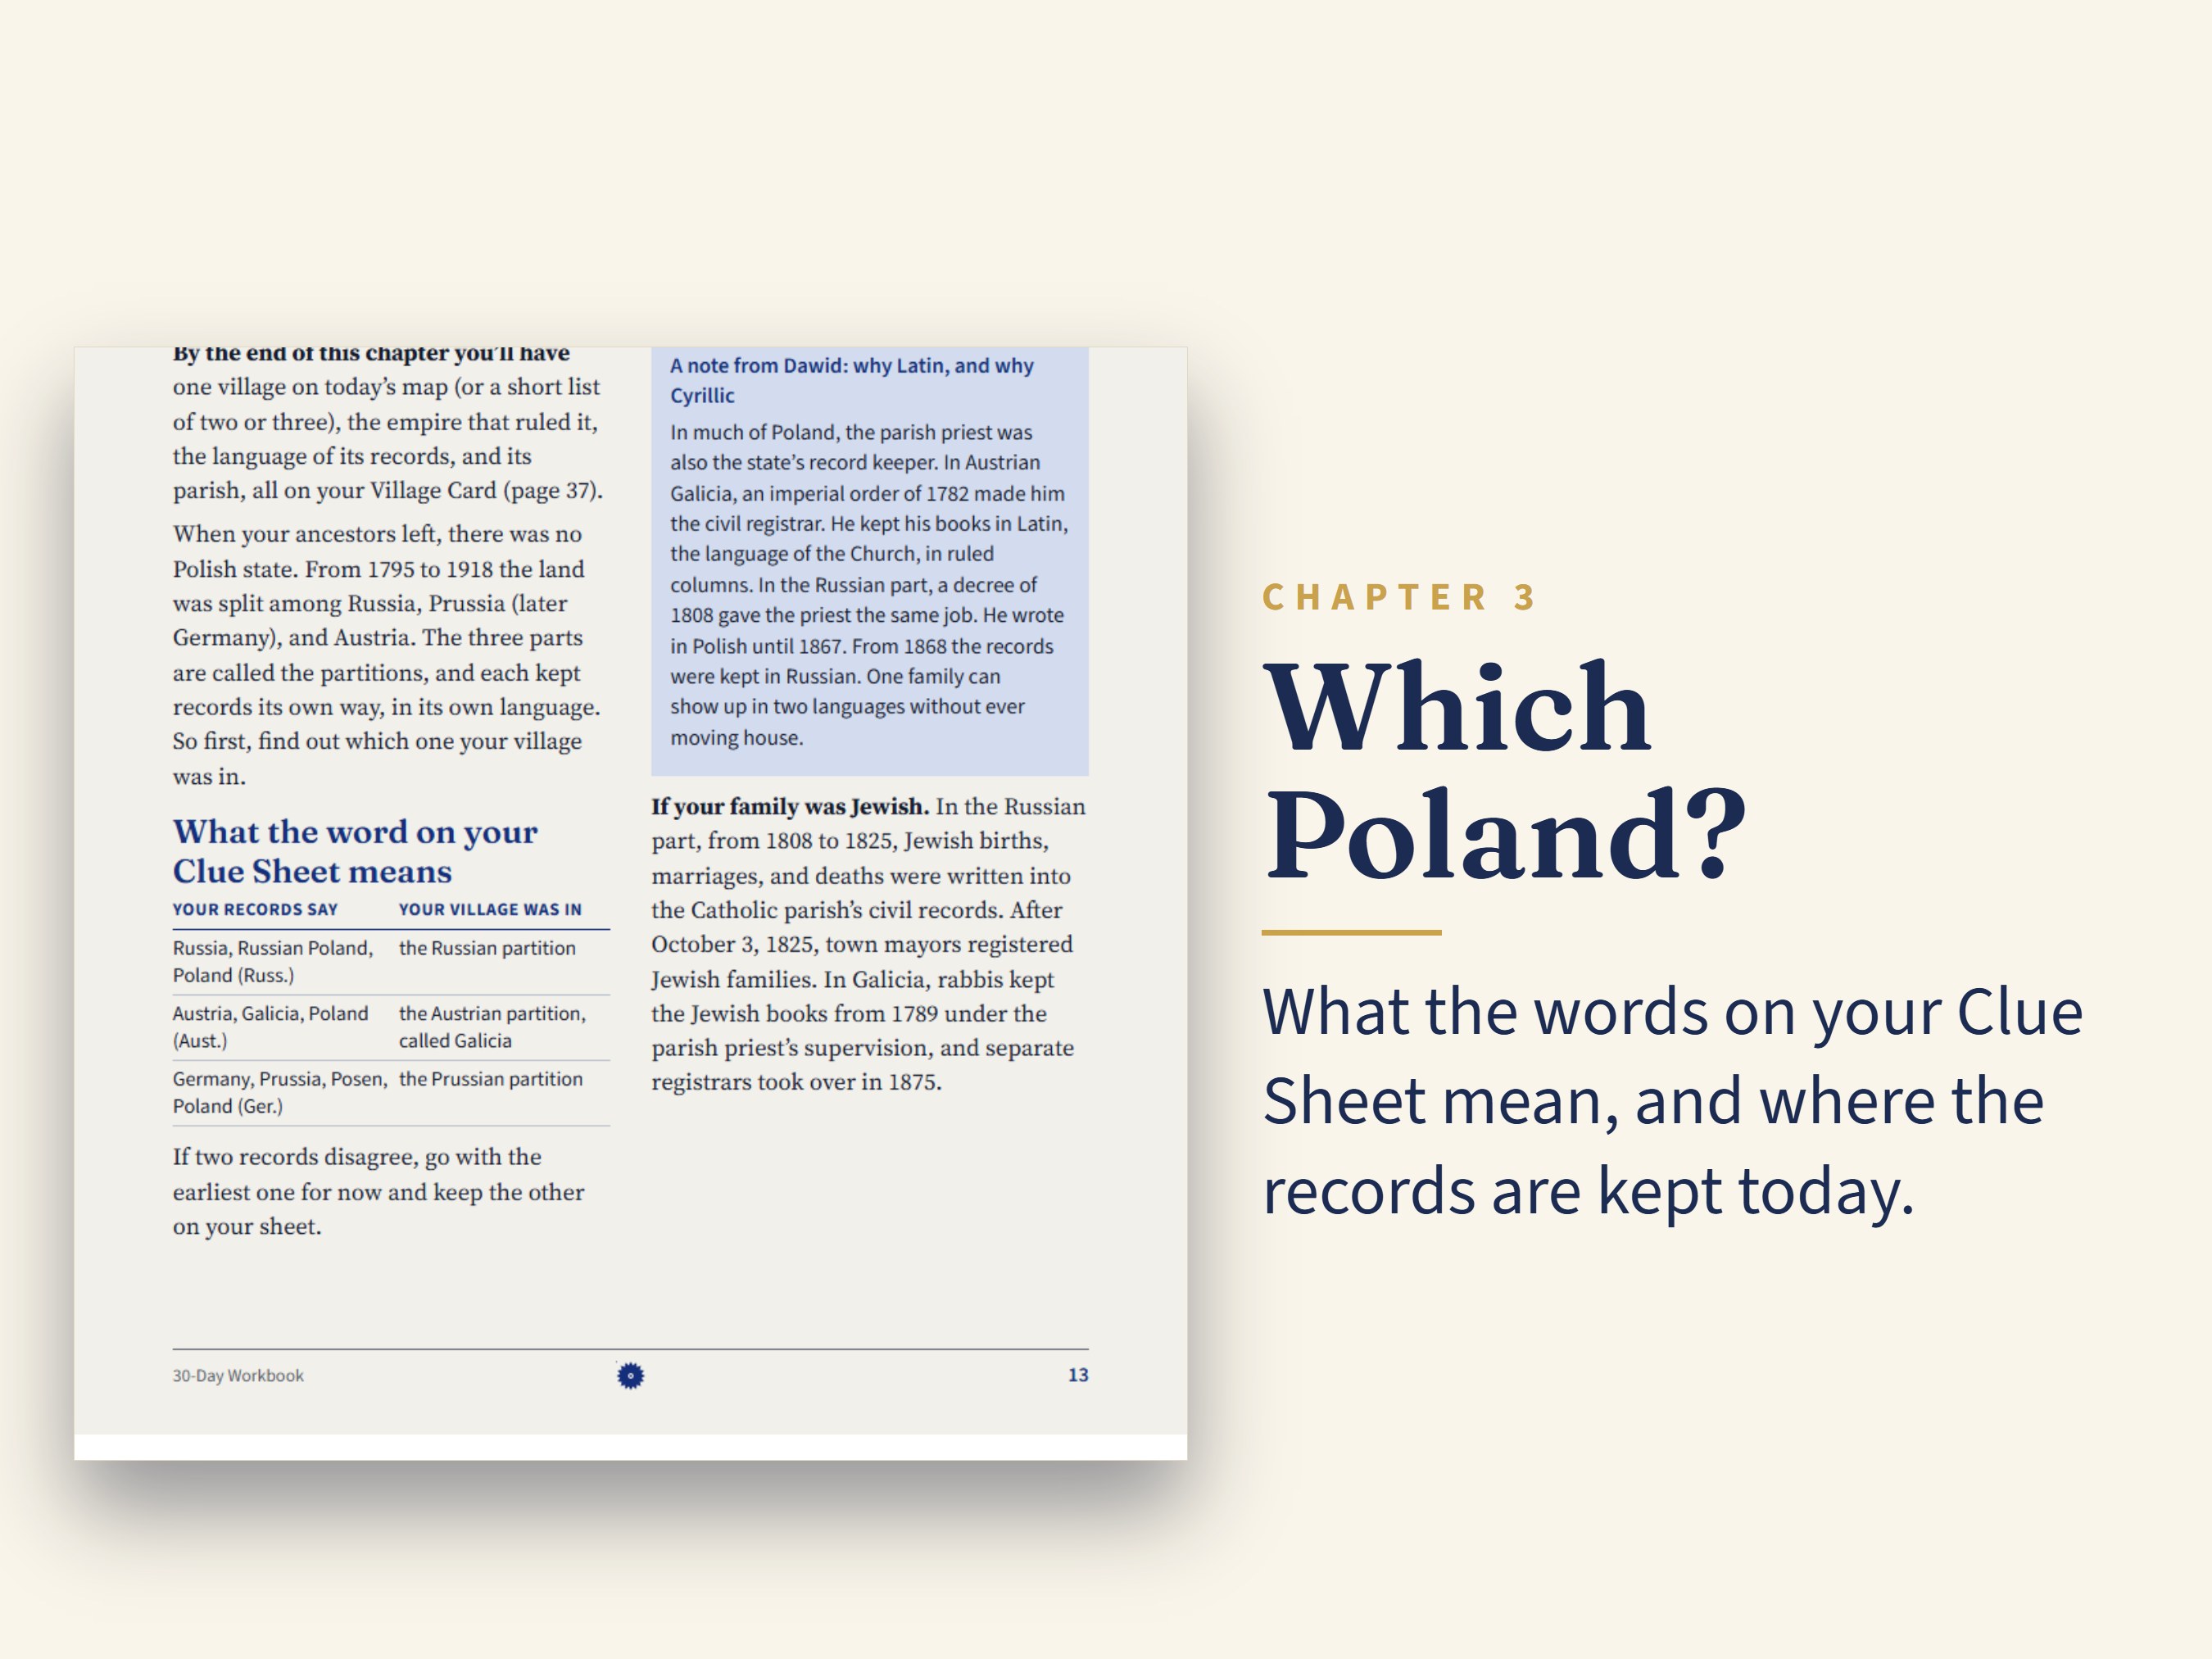 By the end of this chapter you'll have
one village on today's map (or a short list
of two or three), the empire that ruled it,
the language of its records, and its
parish, all on your Village Card (page 37).
When your ancestors left, there was no
Polish state. From 1795 to 1918 the land
was split among Russia, Prussia (later
Germany), and Austria. The three parts
are called the partitions, and each kept
records its own way, in its own language.
So first, find out which one your village
was in.
What the word on your
Clue Sheet means
YOUR RECORDS SAY YOUR VILLAGE WAS IN
Russia, Russian Poland, the Russian partition
Poland (Russ.)
Austria, Galicia, Poland the Austrian partition,
(Aust.) called Galicia
Germany, Prussia, Posen, the Prussian partition
Poland (Ger.)
If two records disagree, go with the
earliest one for now and keep the other
on your sheet.
A note from Dawid: why Latin, and why
Cyrillic
In much of Poland, the parish priest was
also the state's record keeper. In Austrian
Galicia, an imperial order of 1782 made him
the civil registrar. He kept his books in Latin,
the language of the Church, in ruled
columns. In the Russian part, a decree of
1808 gave the priest the same job. He wrote
in Polish until 1867. From 1868 the records
were kept in Russian. One family can
show up in two languages without ever
moving house.
If your family was Jewish. In the Russian
part, from 1808 to 1825, Jewish births,
marriages, and deaths were written into
the Catholic parish's civil records. After
October 3, 1825, town mayors registered
Jewish families. In Galicia, rabbis kept
the Jewish books from 1789 under the
parish priest's supervision, and separate
registrars took over in 1875.
30-Day Workbook 13
CHAPTER 3
Which
Poland?
What the words on your Clue
Sheet mean, and where the
records are kept today.